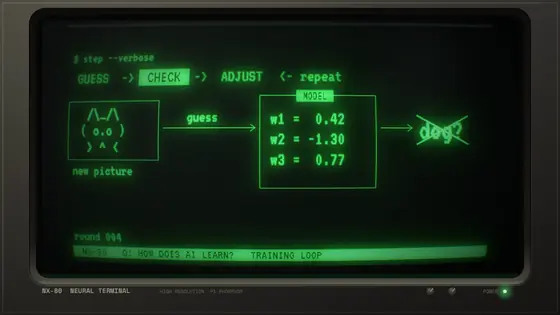 $ step --verbose
GUESS -> CHECK -> ADJUST <- repeat
MODEL
guess
w1 = 0.42
w2 = -1.30
w3 = 0.77
dog?
new picture
round 004
Q: HOW DOES AI LEARN? TRAINING LOOP
NX-80 NEURAL TERMINAL
POWER